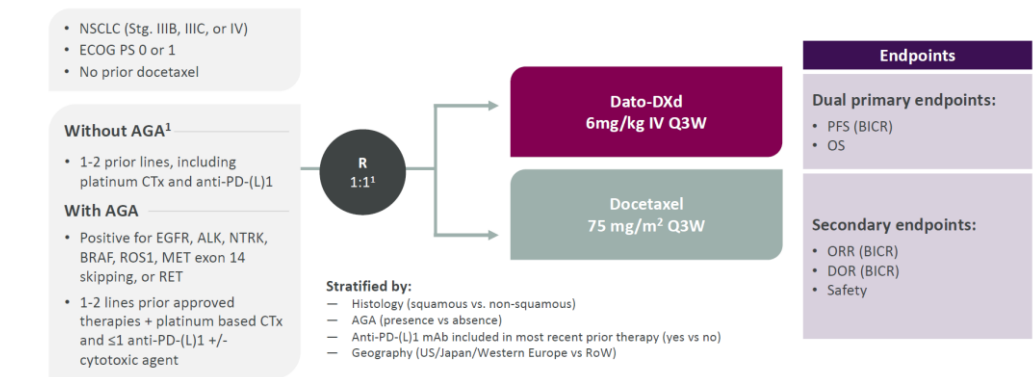 • NSCLC (Stg. IIIB, IIIC, or IV)
• ECOG PS 0 or 1
• No prior docetaxel
Without AGA¹
• 1-2 prior lines, including
platinum CTx and anti-PD-(L)1
With AGA
• Positive for EGFR, ALK, NTRK,
BRAF, ROS1, MET exon 14
skipping, or RET
• 1-2 lines prior approved
therapies + platinum based CTx
and ≤1 anti-PD-(L)1 +/-
cytotoxic agent
R
1:1¹
Dato-DXd
6mg/kg IV Q3W
Docetaxel
75 mg/m² Q3W
Stratified by:
— Histology (squamous vs. non-squamous)
— AGA (presence vs absence)
— Anti-PD-(L)1 mAb included in most recent prior therapy (yes vs no)
— Geography (US/Japan/Western Europe vs RoW)
Endpoints
Dual primary endpoints:
• PFS (BICR)
• OS
Secondary endpoints:
• ORR (BICR)
• DOR (BICR)
• Safety